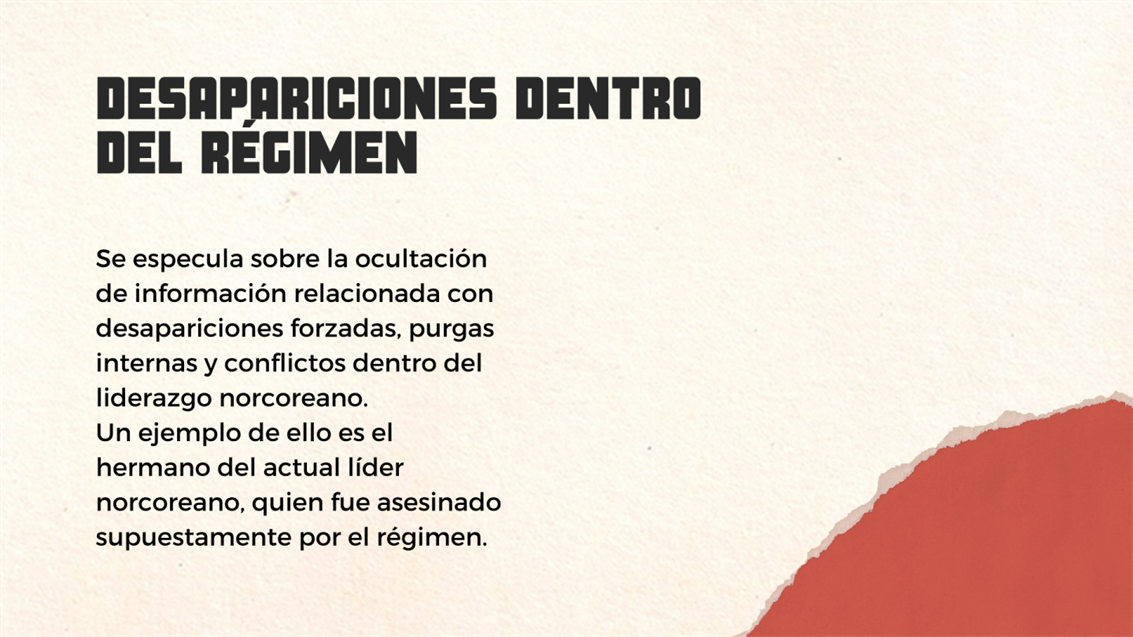 DESAPARICIONES DENTRO
DEL RÉGIMEN
Se especula sobre la ocultación
de información relacionada con
desapariciones forzadas, purgas
internas y conflictos dentro del
liderazgo norcoreano.
Un ejemplo de ello es el
hermano del actual líder
norcoreano, quien fue asesinado
supuestamente por el régimen.